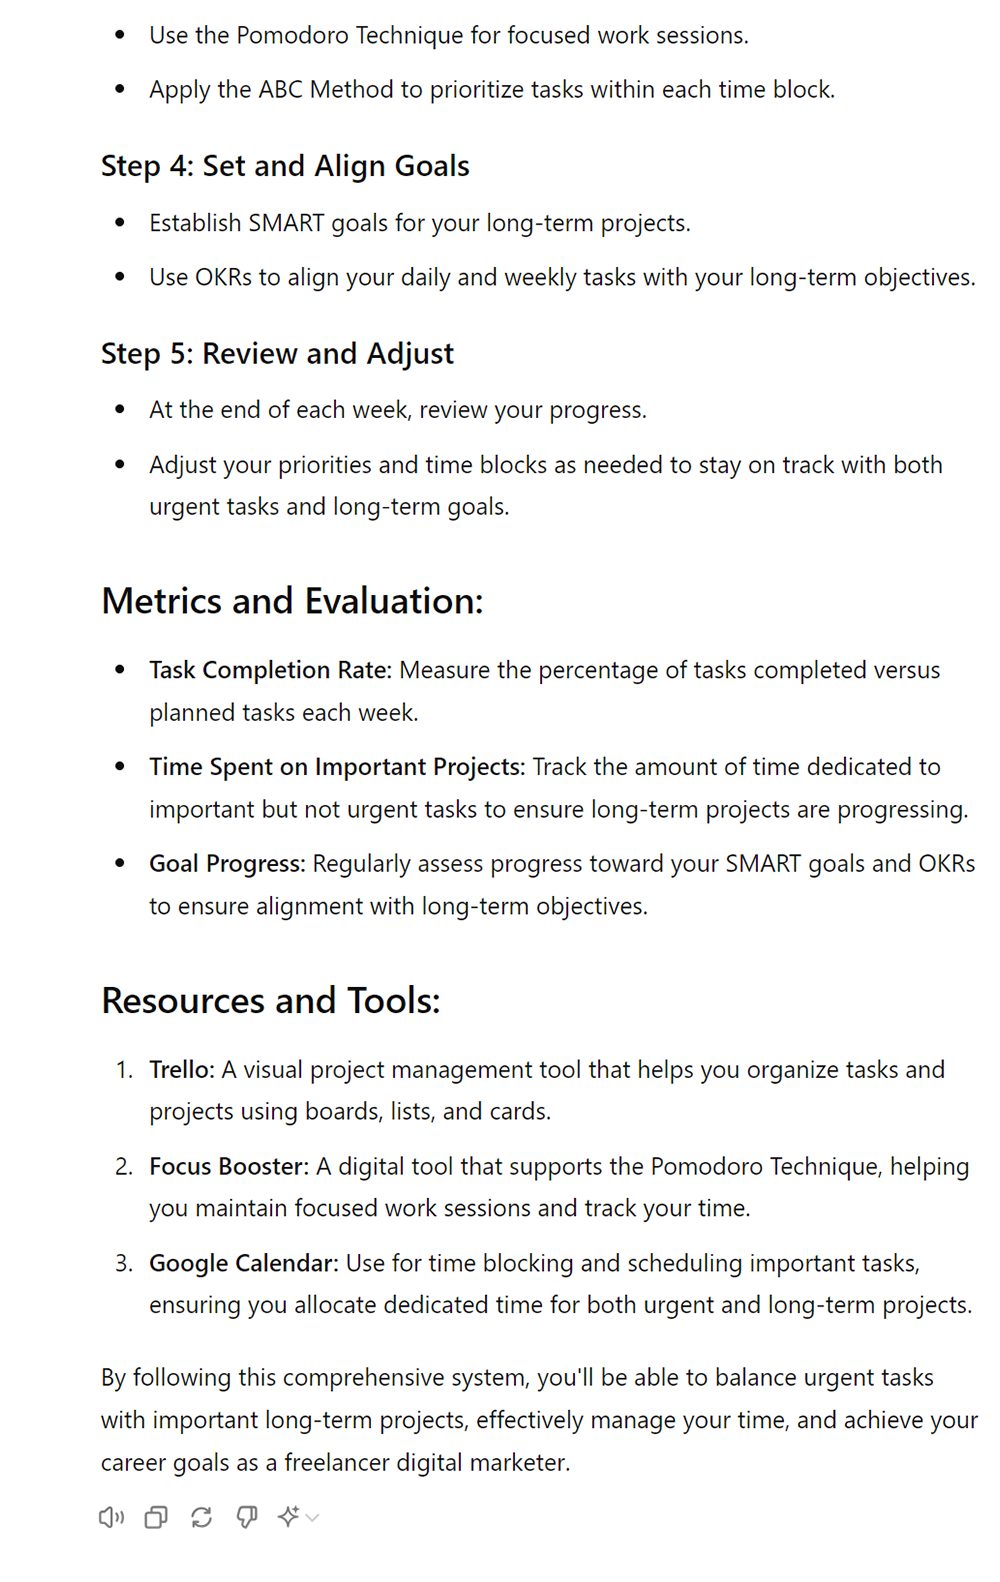 • Use the Pomodoro Technique for focused work sessions.
• Apply the ABC Method to prioritize tasks within each time block.
Step 4: Set and Align Goals
• Establish SMART goals for your long-term projects.
• Use OKRs to align your daily and weekly tasks with your long-term objectives.
Step 5: Review and Adjust
• At the end of each week, review your progress.
• Adjust your priorities and time blocks as needed to stay on track with both
urgent tasks and long-term goals.
Metrics and Evaluation:
• Task Completion Rate: Measure the percentage of tasks completed versus
planned tasks each week.
• Time Spent on Important Projects: Track the amount of time dedicated to
important but not urgent tasks to ensure long-term projects are progressing.
• Goal Progress: Regularly assess progress toward your SMART goals and OKRs
to ensure alignment with long-term objectives.
Resources and Tools:
1. Trello: A visual project management tool that helps you organize tasks and
projects using boards, lists, and cards.
2. Focus Booster: A digital tool that supports the Pomodoro Technique, helping
you maintain focused work sessions and track your time.
3. Google Calendar: Use for time blocking and scheduling important tasks,
ensuring you allocate dedicated time for both urgent and long-term projects.
By following this comprehensive system, you'll be able to balance urgent tasks
with important long-term projects, effectively manage your time, and achieve your
career goals as a freelancer digital marketer.